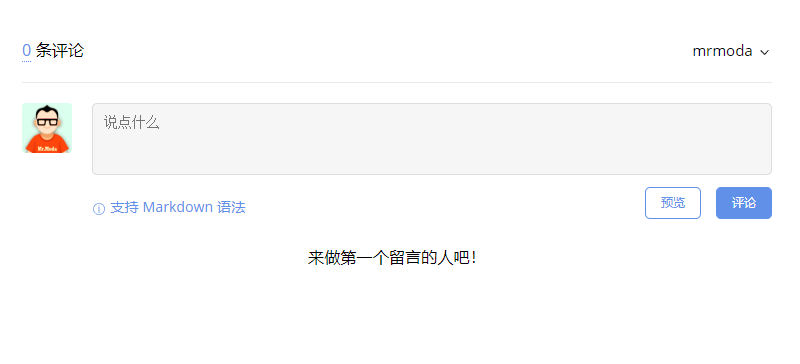 0 条评论
mrmoda
说点什么
Mr.Moda
支持 Markdown 语法
预览
评论
来做第一个留言的人吧！